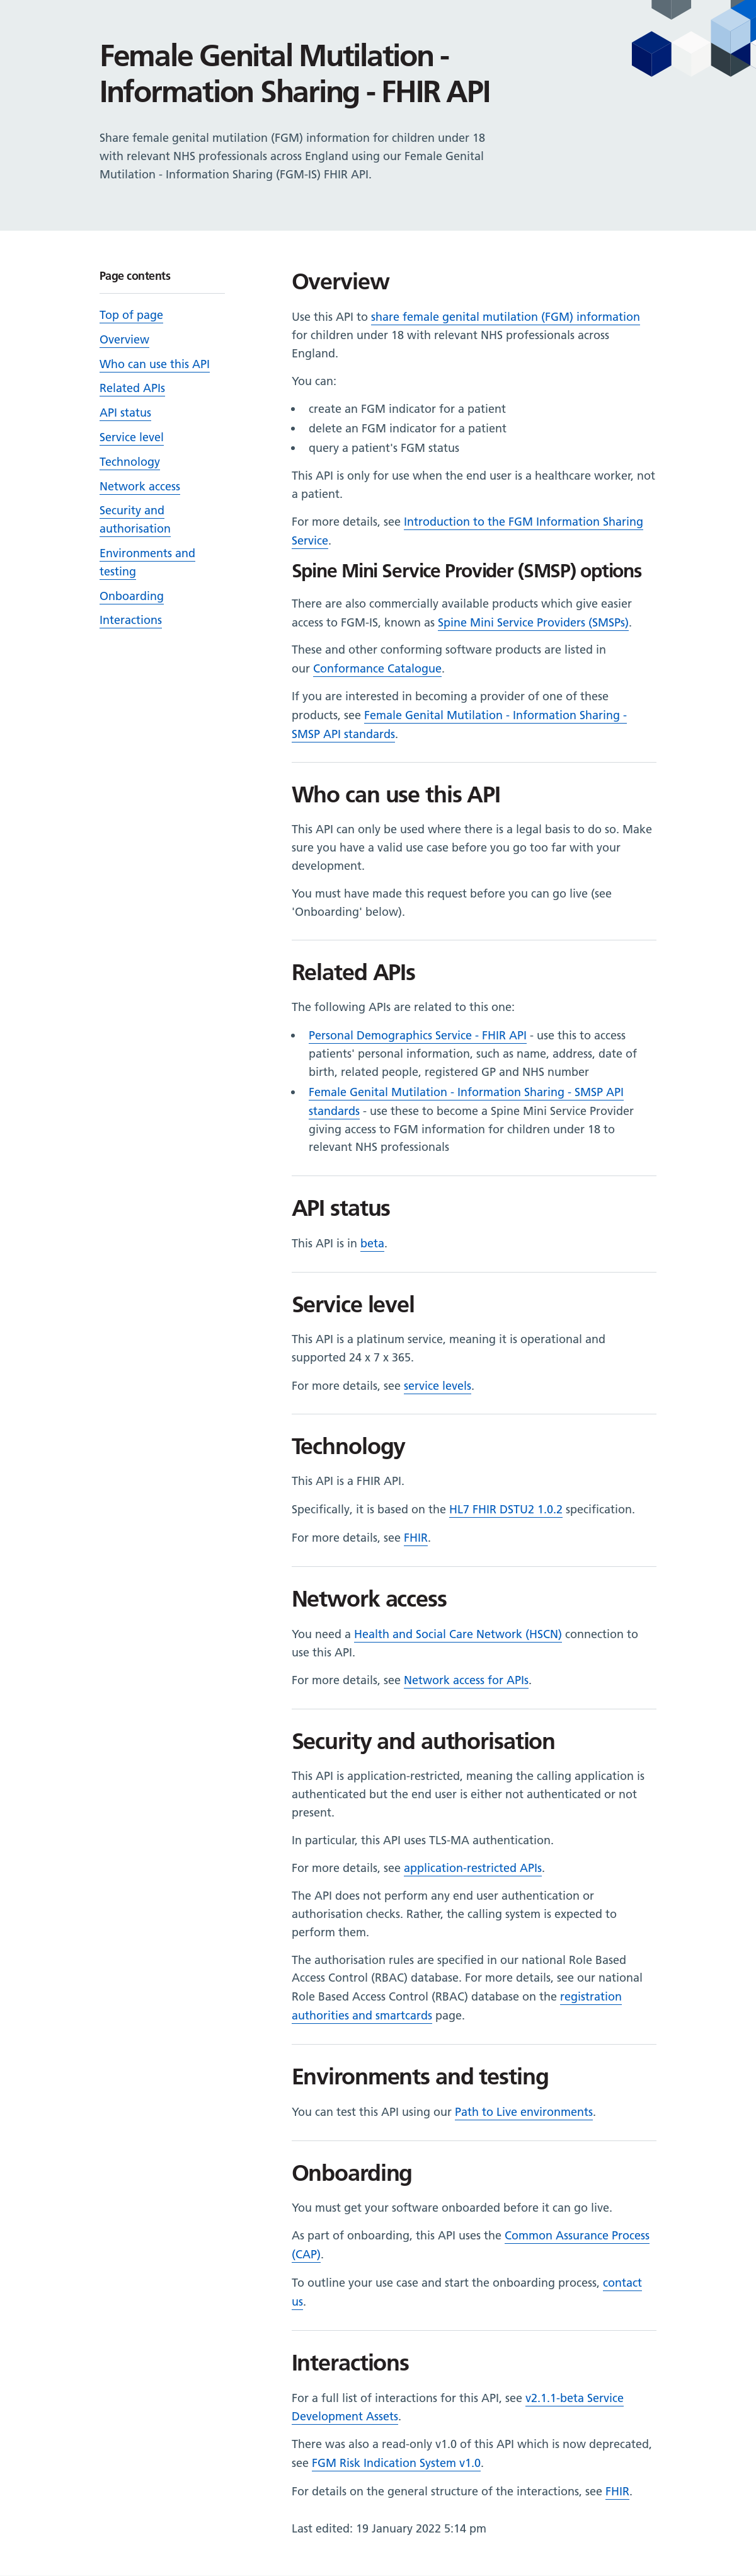 Female Genital Mutilation -
Information Sharing - FHIR API
Share female genital mutilation (FGM) information for children under 18
with relevant NHS professionals across England using our Female Genital
Mutilation - Information Sharing (FGM-IS) FHIR API.
Page contents
Top of page
Overview
Who can use this API
Related APIs
API status
Service level
Technology
Network access
Security and
authorisation
Environments and
testing
Onboarding
Interactions
Overview
Use this API to share female genital mutilation (FGM) information
for children under 18 with relevant NHS professionals across
England.
You can:
• create an FGM indicator for a patient
• delete an FGM indicator for a patient
• query a patient's FGM status
This API is only for use when the end user is a healthcare worker, not
a patient.
For more details, see Introduction to the FGM Information Sharing
Service.
Spine Mini Service Provider (SMSP) options
There are also commercially available products which give easier
access to FGM-IS, known as Spine Mini Service Providers (SMSPs).
These and other conforming software products are listed in
our Conformance Catalogue.
If you are interested in becoming a provider of one of these
products, see Female Genital Mutilation - Information Sharing -
SMSP API standards.
Who can use this API
This API can only be used where there is a legal basis to do so. Make
sure you have a valid use case before you go too far with your
development.
You must have made this request before you can go live (see
'Onboarding' below).
Related APIs
The following APIs are related to this one:
• Personal Demographics Service - FHIR API - use this to access
patients' personal information, such as name, address, date of
birth, related people, registered GP and NHS number
• Female Genital Mutilation - Information Sharing - SMSP API
standards - use these to become a Spine Mini Service Provider
giving access to FGM information for children under 18 to
relevant NHS professionals
API status
This API is in beta.
Service level
This API is a platinum service, meaning it is operational and
supported 24 x 7 x 365.
For more details, see service levels.
Technology
This API is a FHIR API.
Specifically, it is based on the HL7 FHIR DSTU2 1.0.2 specification.
For more details, see FHIR.
Network access
You need a Health and Social Care Network (HSCN) connection to
use this API.
For more details, see Network access for APIs.
Security and authorisation
This API is application-restricted, meaning the calling application is
authenticated but the end user is either not authenticated or not
present.
In particular, this API uses TLS-MA authentication.
For more details, see application-restricted APIs.
The API does not perform any end user authentication or
authorisation checks. Rather, the calling system is expected to
perform them.
The authorisation rules are specified in our national Role Based
Access Control (RBAC) database. For more details, see our national
Role Based Access Control (RBAC) database on the registration
authorities and smartcards page.
Environments and testing
You can test this API using our Path to Live environments.
Onboarding
You must get your software onboarded before it can go live.
As part of onboarding, this API uses the Common Assurance Process
(CAP).
To outline your use case and start the onboarding process, contact
us.
Interactions
For a full list of interactions for this API, see v2.1.1-beta Service
Development Assets.
There was also a read-only v1.0 of this API which is now deprecated,
see FGM Risk Indication System v1.0.
For details on the general structure of the interactions, see FHIR.
Last edited: 19 January 2022 5:14 pm